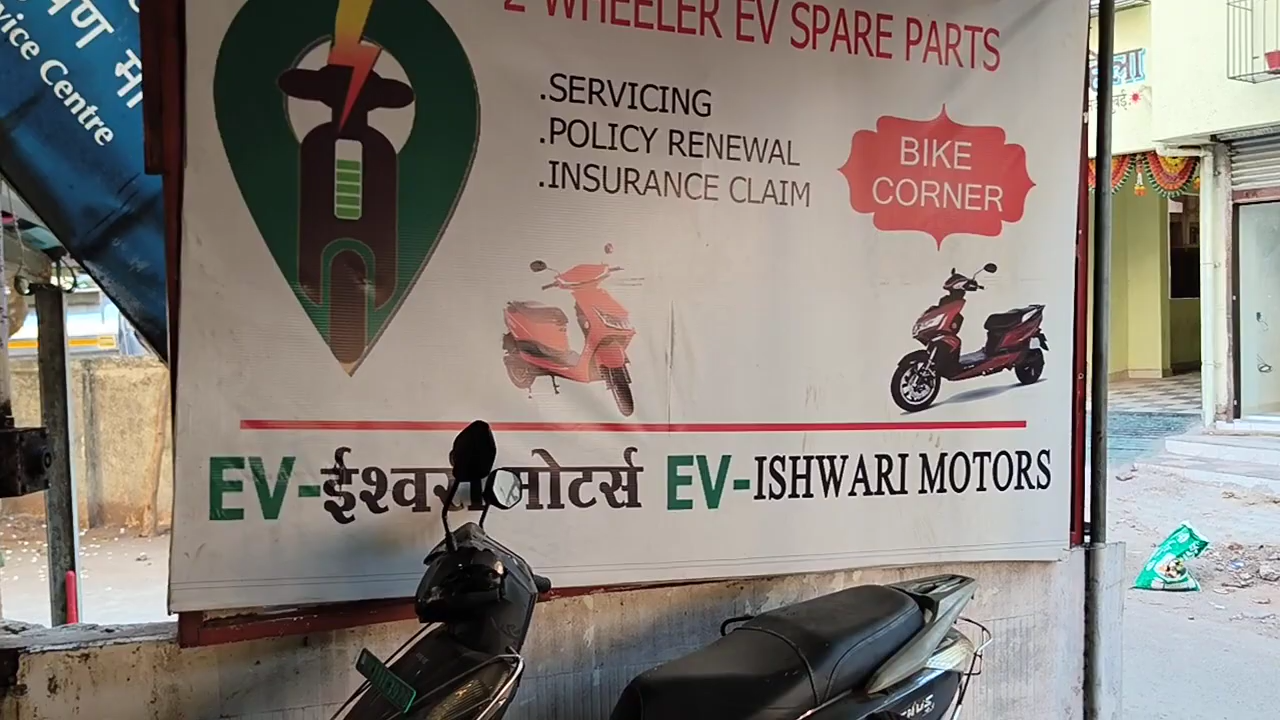 vice Centre
2 WHEELER EV SPARE PARTS
.SERVICING
.POLICY RENEWAL
.INSURANCE CLAIM
BIKE
CORNER
EV-ईश्वरी मोटर्स EV-ISHWARI MOTORS